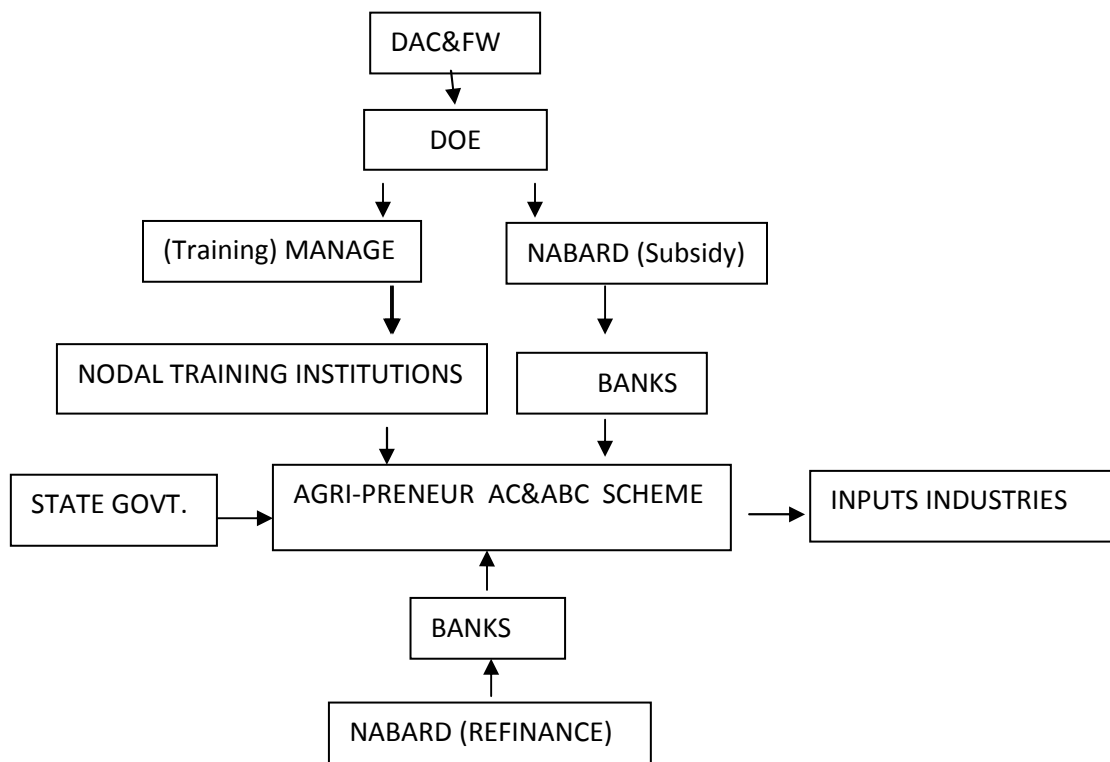 DAC&FW
DOE
(Training) MANAGE
NABARD (Subsidy)
NODAL TRAINING INSTITUTIONS
BANKS
STATE GOVT.
AGRI-PRENEUR AC&ABC SCHEME
INPUTS INDUSTRIES
BANKS
NABARD (REFINANCE)